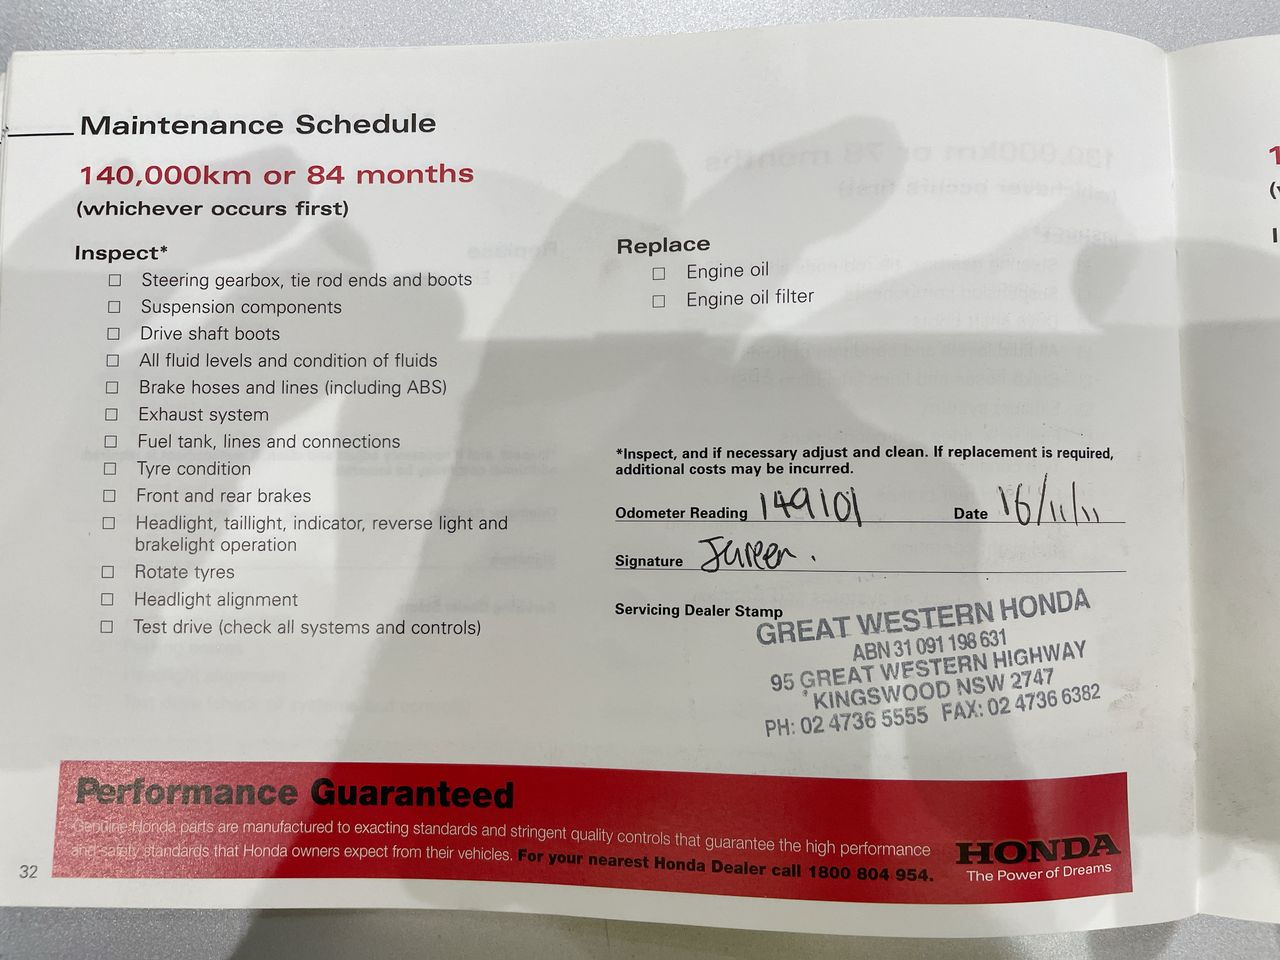 Maintenance Schedule
140,000km or 84 months
(whichever occurs first)
Inspect*
☐ Steering gearbox, tie rod ends and boots
☐ Suspension components
☐ Drive shaft boots
☐ All fluid levels and condition of fluids
☐ Brake hoses and lines (including ABS)
☐ Exhaust system
☐ Fuel tank, lines and connections
☐ Tyre condition
☐ Front and rear brakes
☐ Headlight, taillight, indicator, reverse light and
brakelight operation
☐ Rotate tyres
☐ Headlight alignment
☐ Test drive (check all systems and controls)
Replace
☐ Engine oil
☐ Engine oil filter
*Inspect, and if necessary adjust and clean. If replacement is required,
additional costs may be incurred.
Odometer Reading 149101 Date 16/11/11
Signature
Servicing Dealer Stamp
GREAT WESTERN HONDA
ABN 31 091 198 631
95 GREAT WESTERN HIGHWAY
KINGSWOOD NSW 2747
PH: 02 4736 5555 FAX: 02 4736 6382
Performance Guaranteed
Genuine Honda parts are manufactured to exacting standards and stringent quality controls that guarantee the high performance
and safety standards that Honda owners expect from their vehicles. For your nearest Honda Dealer call 1800 804 954.
HONDA
The Power of Dreams
32